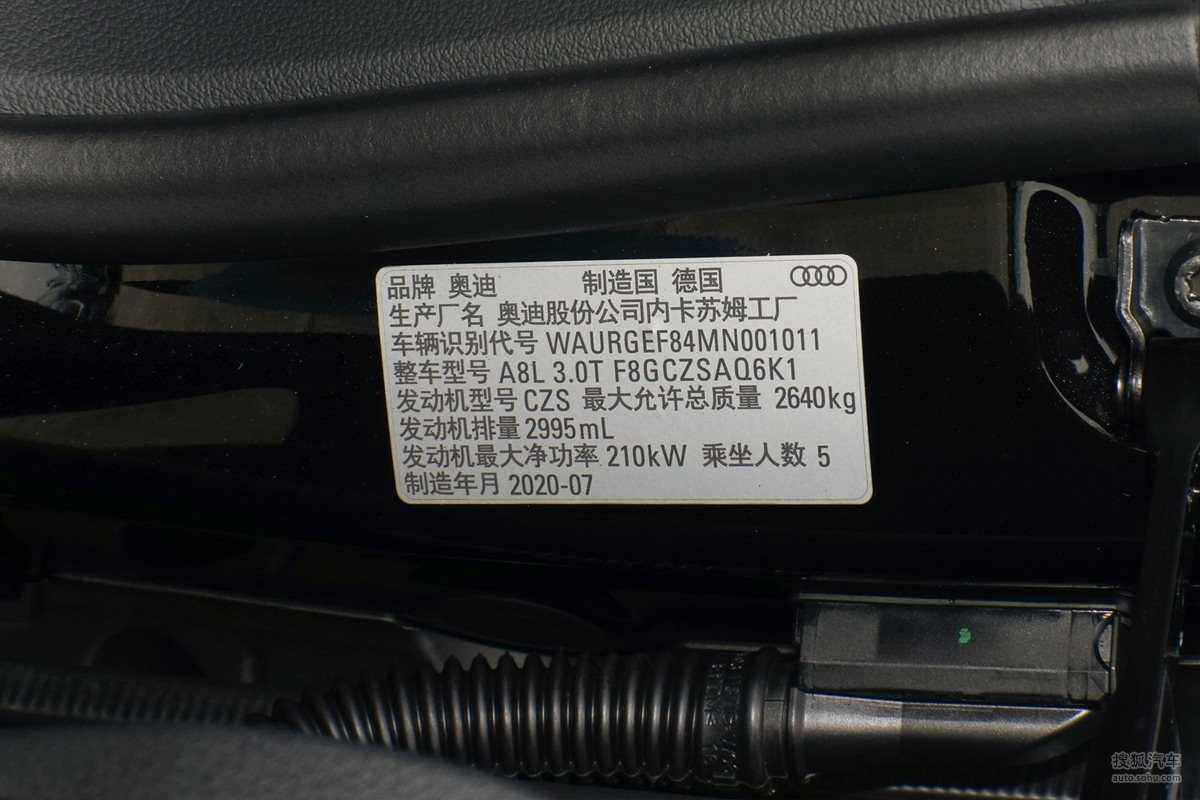 品牌 奥迪 制造国 德国
生产厂名 奥迪股份公司内卡苏姆工厂
车辆识别代号 WAURGEF84MN001011
整车型号 A8L 3.0T F8GCZSAQ6K1
发动机型号 CZS 最大允许总质量 2640kg
发动机排量 2995mL
发动机最大净功率 210kW 乘坐人数 5
制造年月 2020-07
搜狐汽车
auto.sohu.com